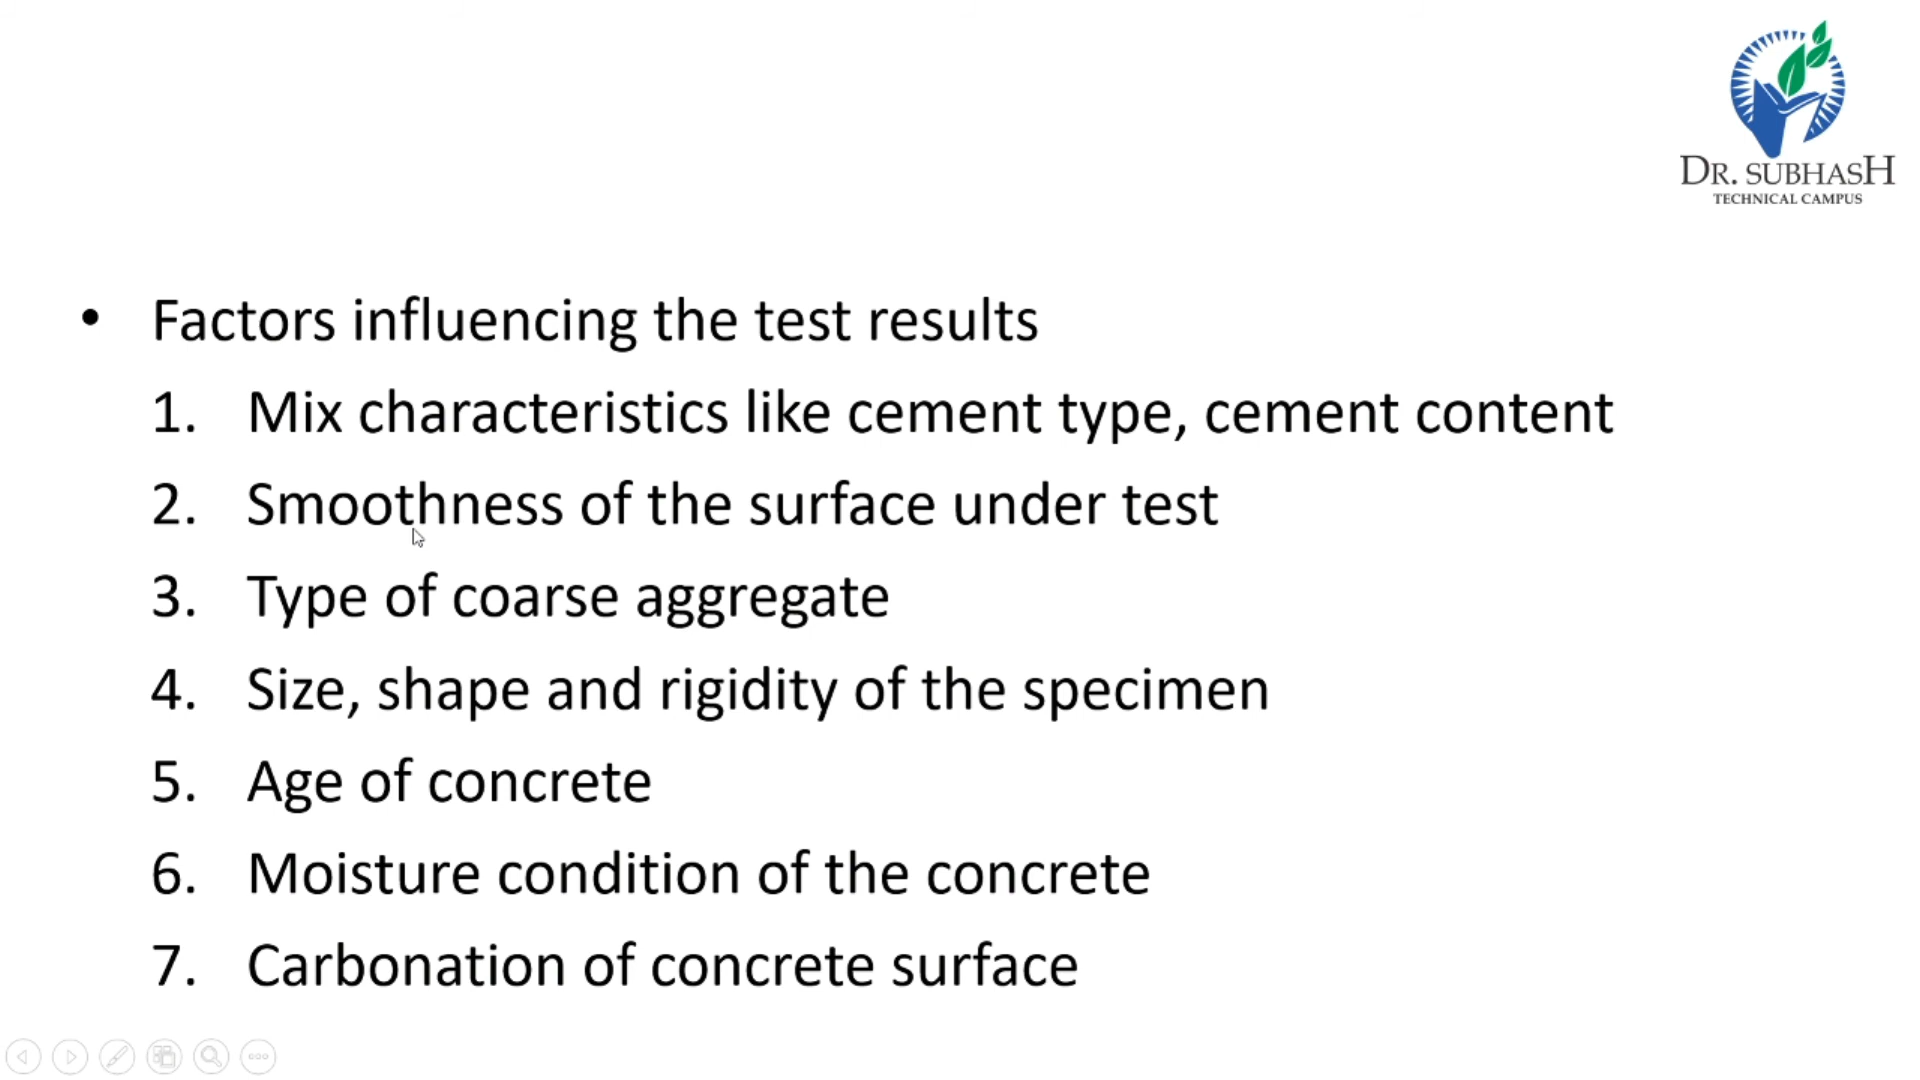 DR. SUBHASH
TECHNICAL CAMPUS
• Factors influencing the test results
1. Mix characteristics like cement type, cement content
2. Smoothness of the surface under test
3. Type of coarse aggregate
4. Size, shape and rigidity of the specimen
5. Age of concrete
6. Moisture condition of the concrete
7. Carbonation of concrete surface